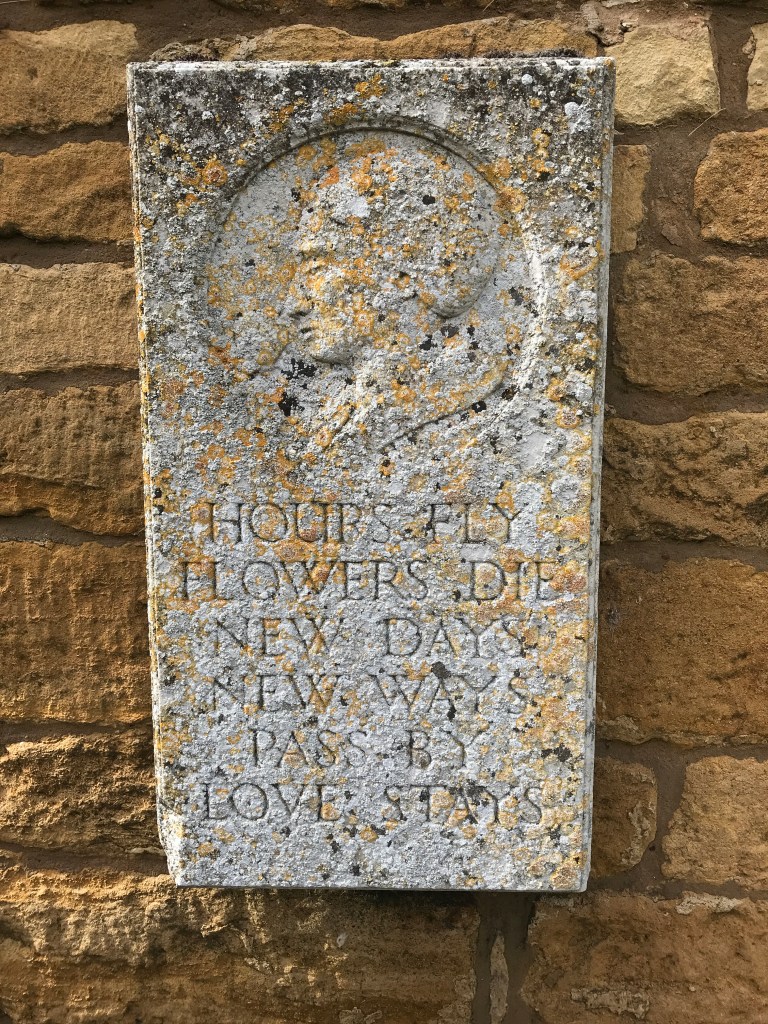 HOURS FLY
FLOWERS DIE
NEW DAYS
NEW WAYS
PASS BY
LOVE STAYS